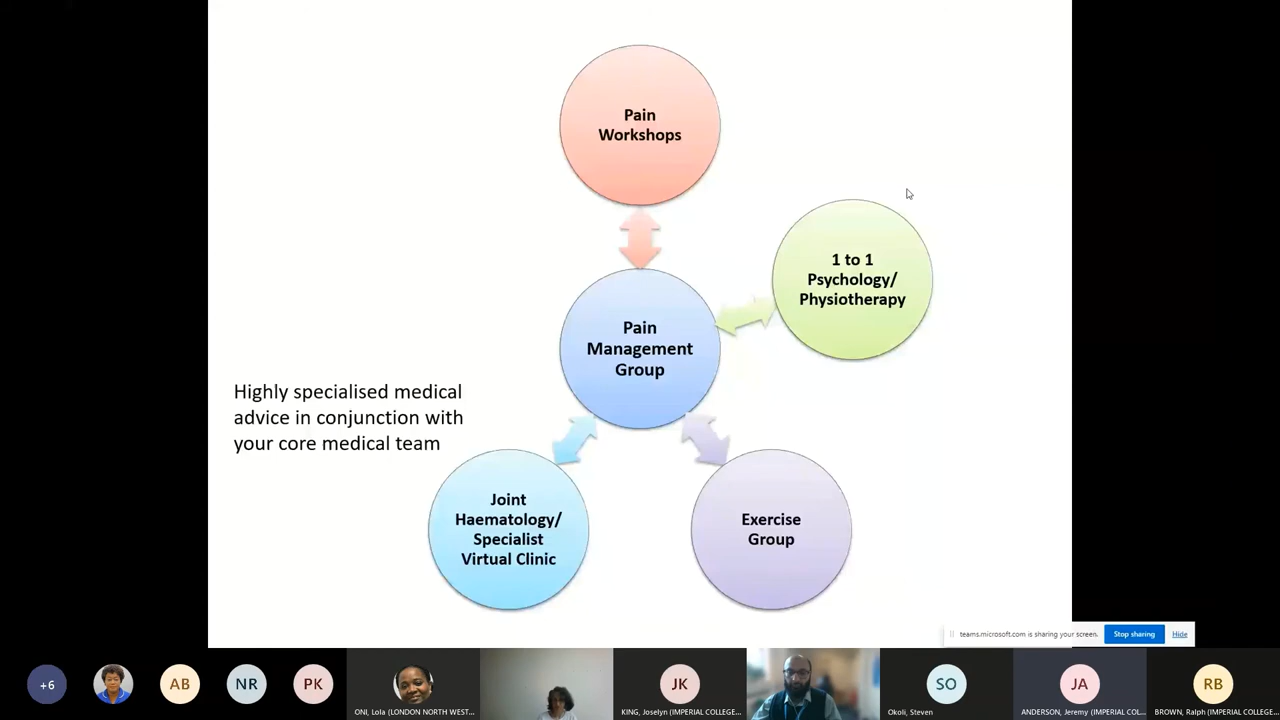 Pain
Workshops
1 to 1
Psychology/
Physiotherapy
Pain
Management
Group
Highly specialised medical
advice in conjunction with
your core medical team
Joint
Haematology/
Specialist
Virtual Clinic
Exercise
Group
teams.microsoft.com is sharing your screen.
Stop sharing
Hide
+6
AB
NR
PK
ONI, Lola (LONDON NORTH WEST...
JK
KING, Joselyn (IMPERIAL COLLEGE...
SO
Okoli, Steven
JA
ANDERSON, Jeremy (IMPERIAL COL...
RB
BROWN, Ralph (IMPERIAL COLLEGE...